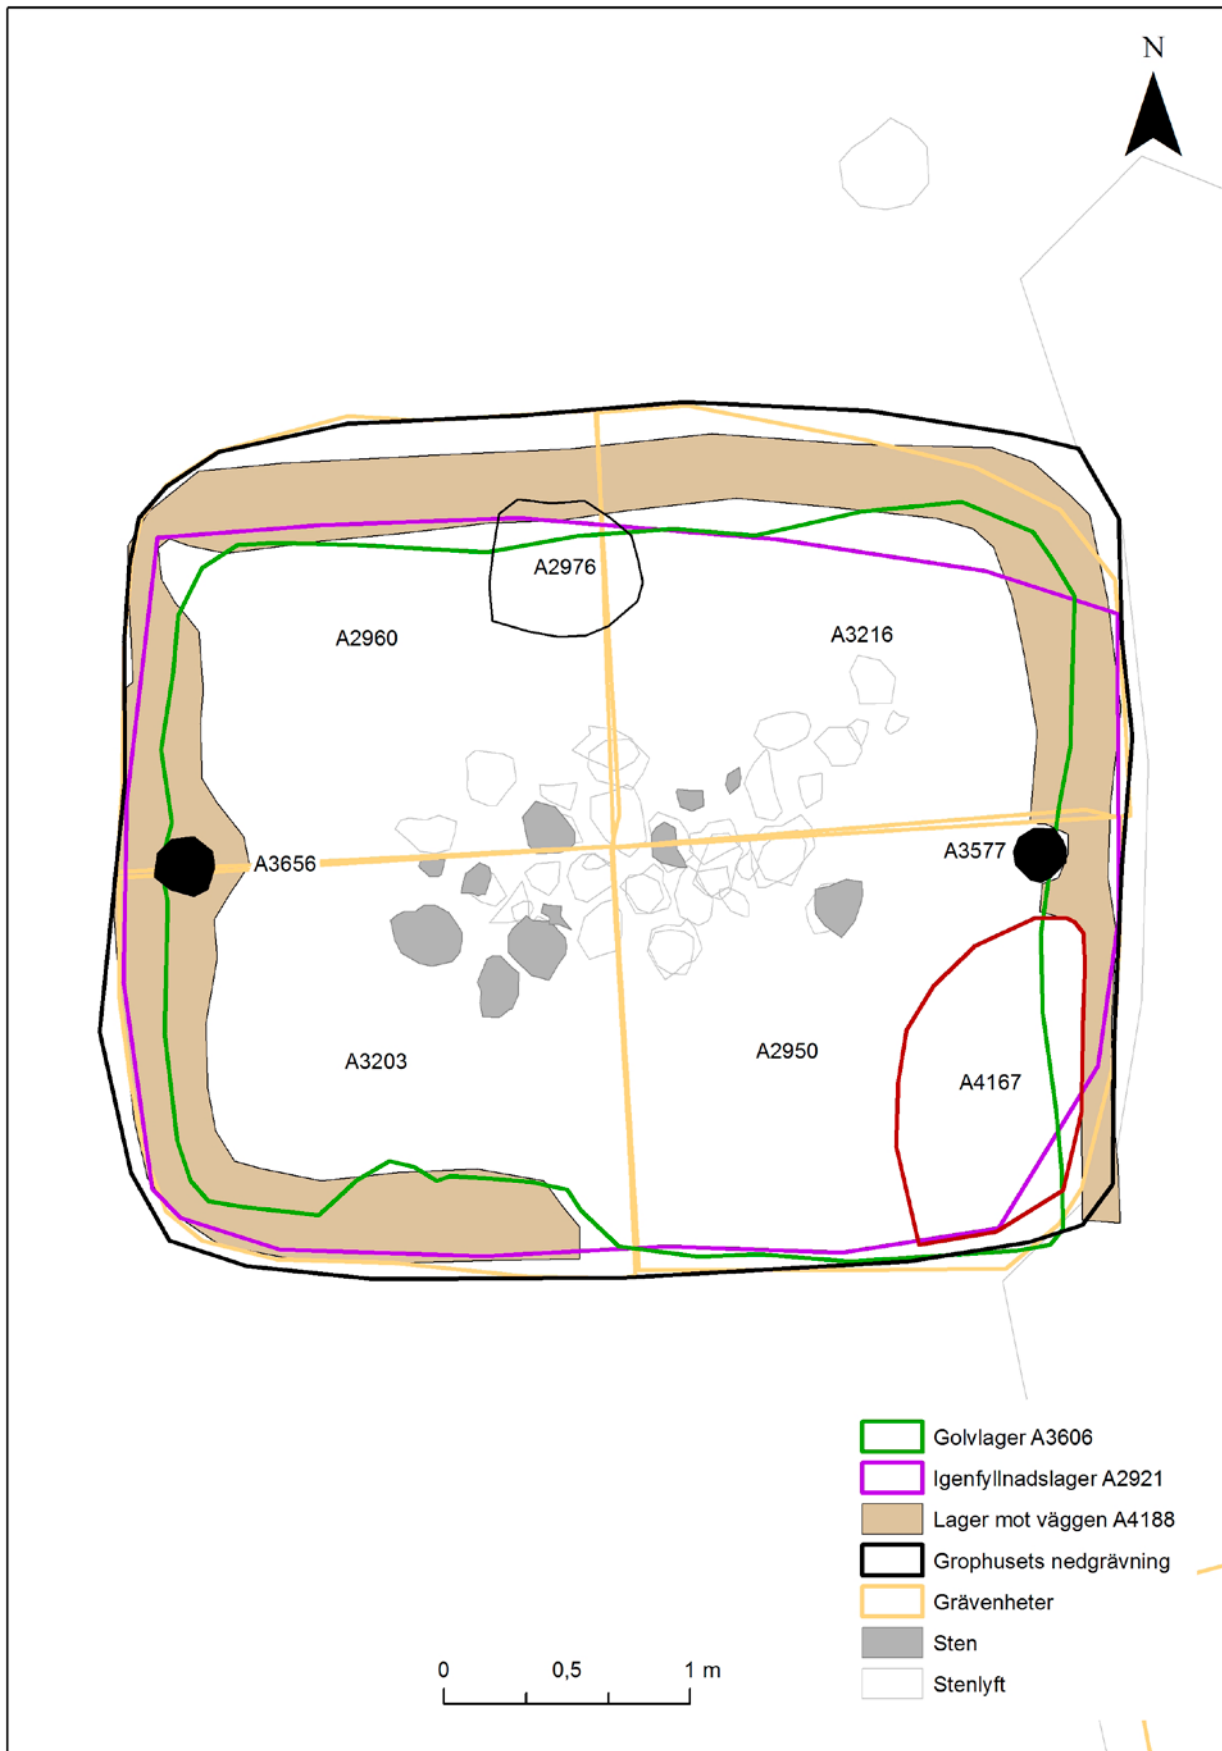 N
A2976
A2960
A3216
A3656
A3577
A3203
A2950
A4167
Golvlager A3606
Igenfyllnadslager A2921
Lager mot väggen A4188
Grophusets nedgrävning
Grävenheter
Sten
Stenlyft
0 0,5 1 m